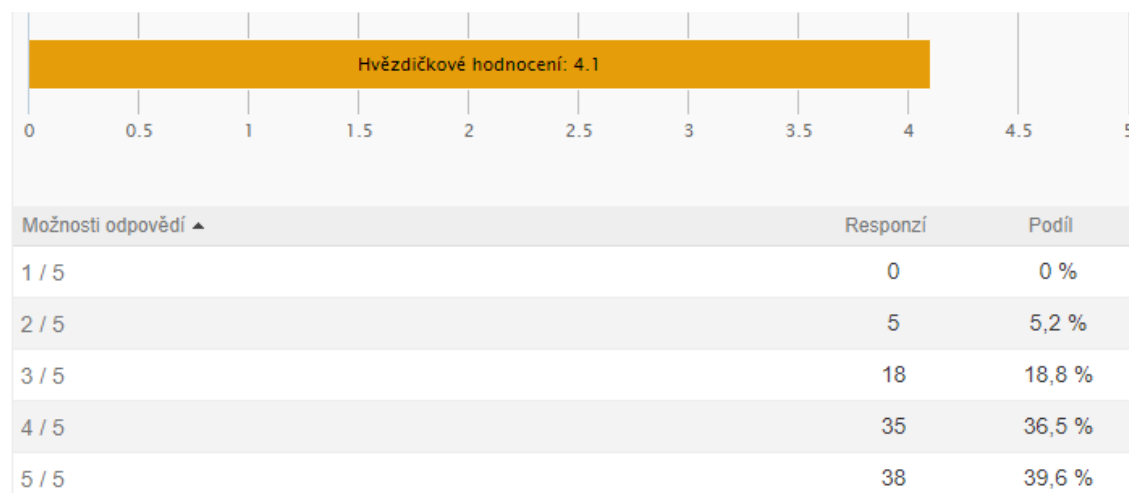 Hvězdičkové hodnocení: 4.1
0 0.5 1 1.5 2 2.5 3 3.5 4 4.5
Možnosti odpovědí ▲ Responzí Podíl
1 / 5 0 0 %
2 / 5 5 5,2 %
3 / 5 18 18,8 %
4 / 5 35 36,5 %
5 / 5 38 39,6 %